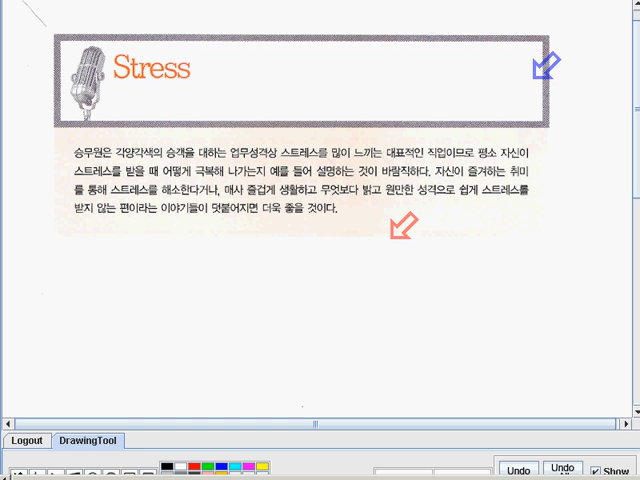 Stress
승무원은 각양각색의 승객을 대하는 업무성격상 스트레스를 많이 느끼는 대표적인 직업이므로 평소 자신이
스트레스를 받을 때 어떻게 극복해 나가는지 예를 들어 설명하는 것이 바람직하다. 자신이 즐겨하는 취미
를 통해 스트레스를 해소한다거나, 매사 즐겁게 생활하고 무엇보다 밝고 원만한 성격으로 쉽게 스트레스를
받지 않는 편이라는 이야기들이 덧붙어지면 더욱 좋을 것이다.
Logout DrawingTool
Undo Undo All Show